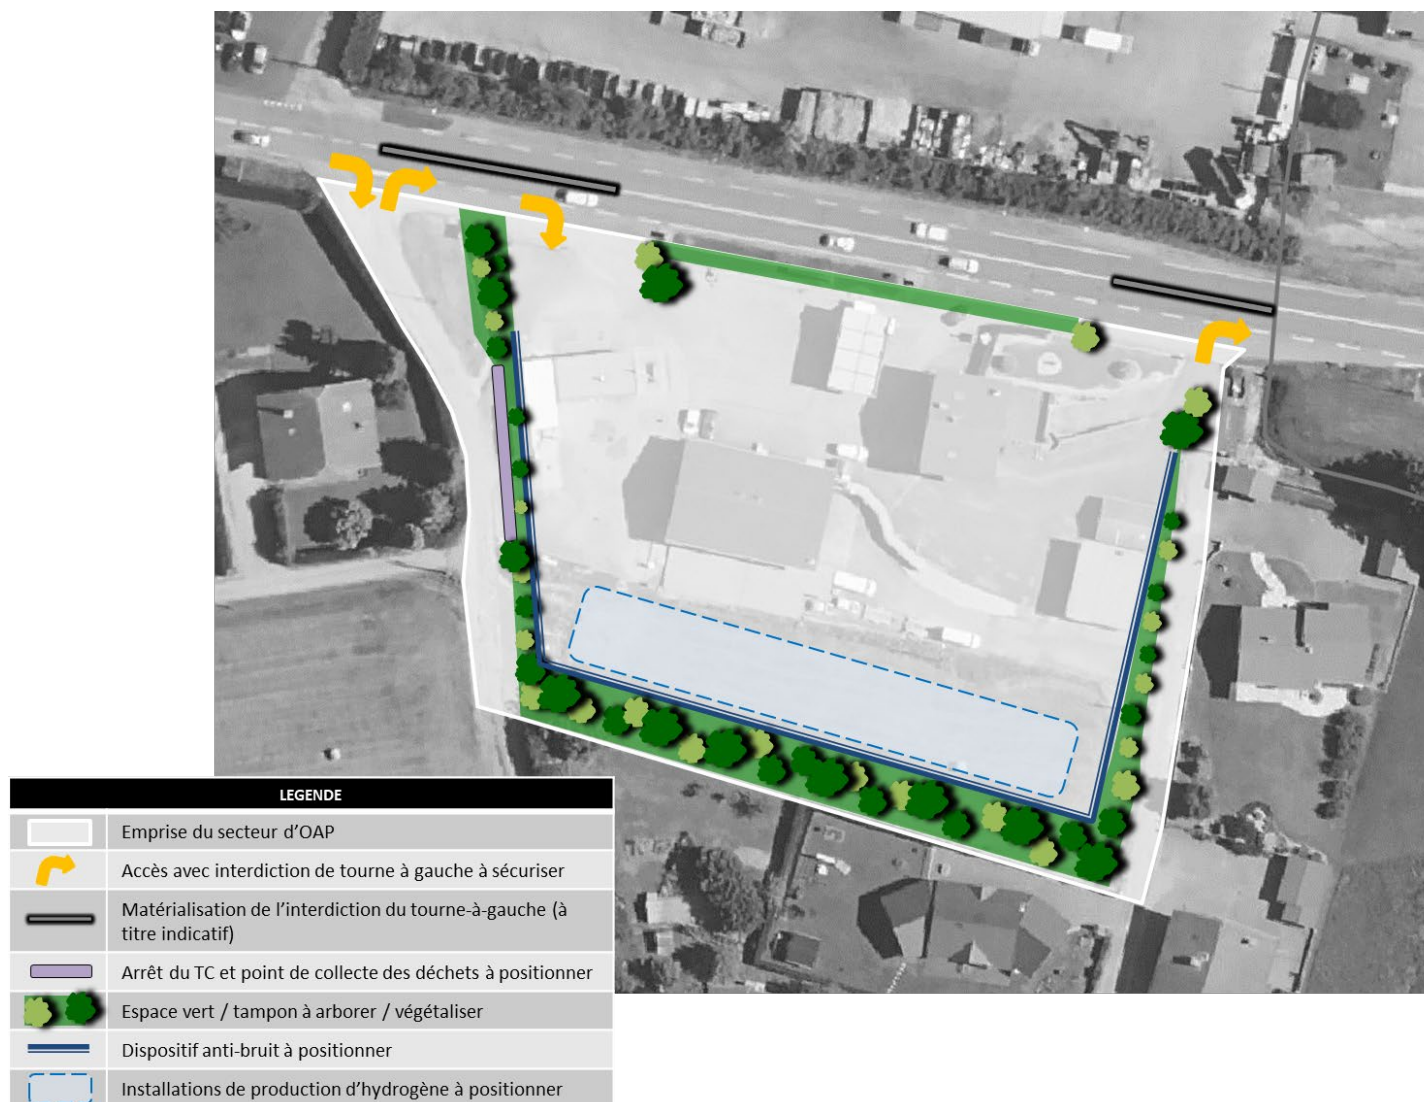 LEGENDE
Emprise du secteur d’OAP
Accès avec interdiction de tourne à gauche à sécuriser
Matérialisation de l’interdiction du tourne-à-gauche (à
titre indicatif)
Arrêt du TC et point de collecte des déchets à positionner
Espace vert / tampon à arborer / végétaliser
Dispositif anti-bruit à positionner
Installations de production d’hydrogène à positionner